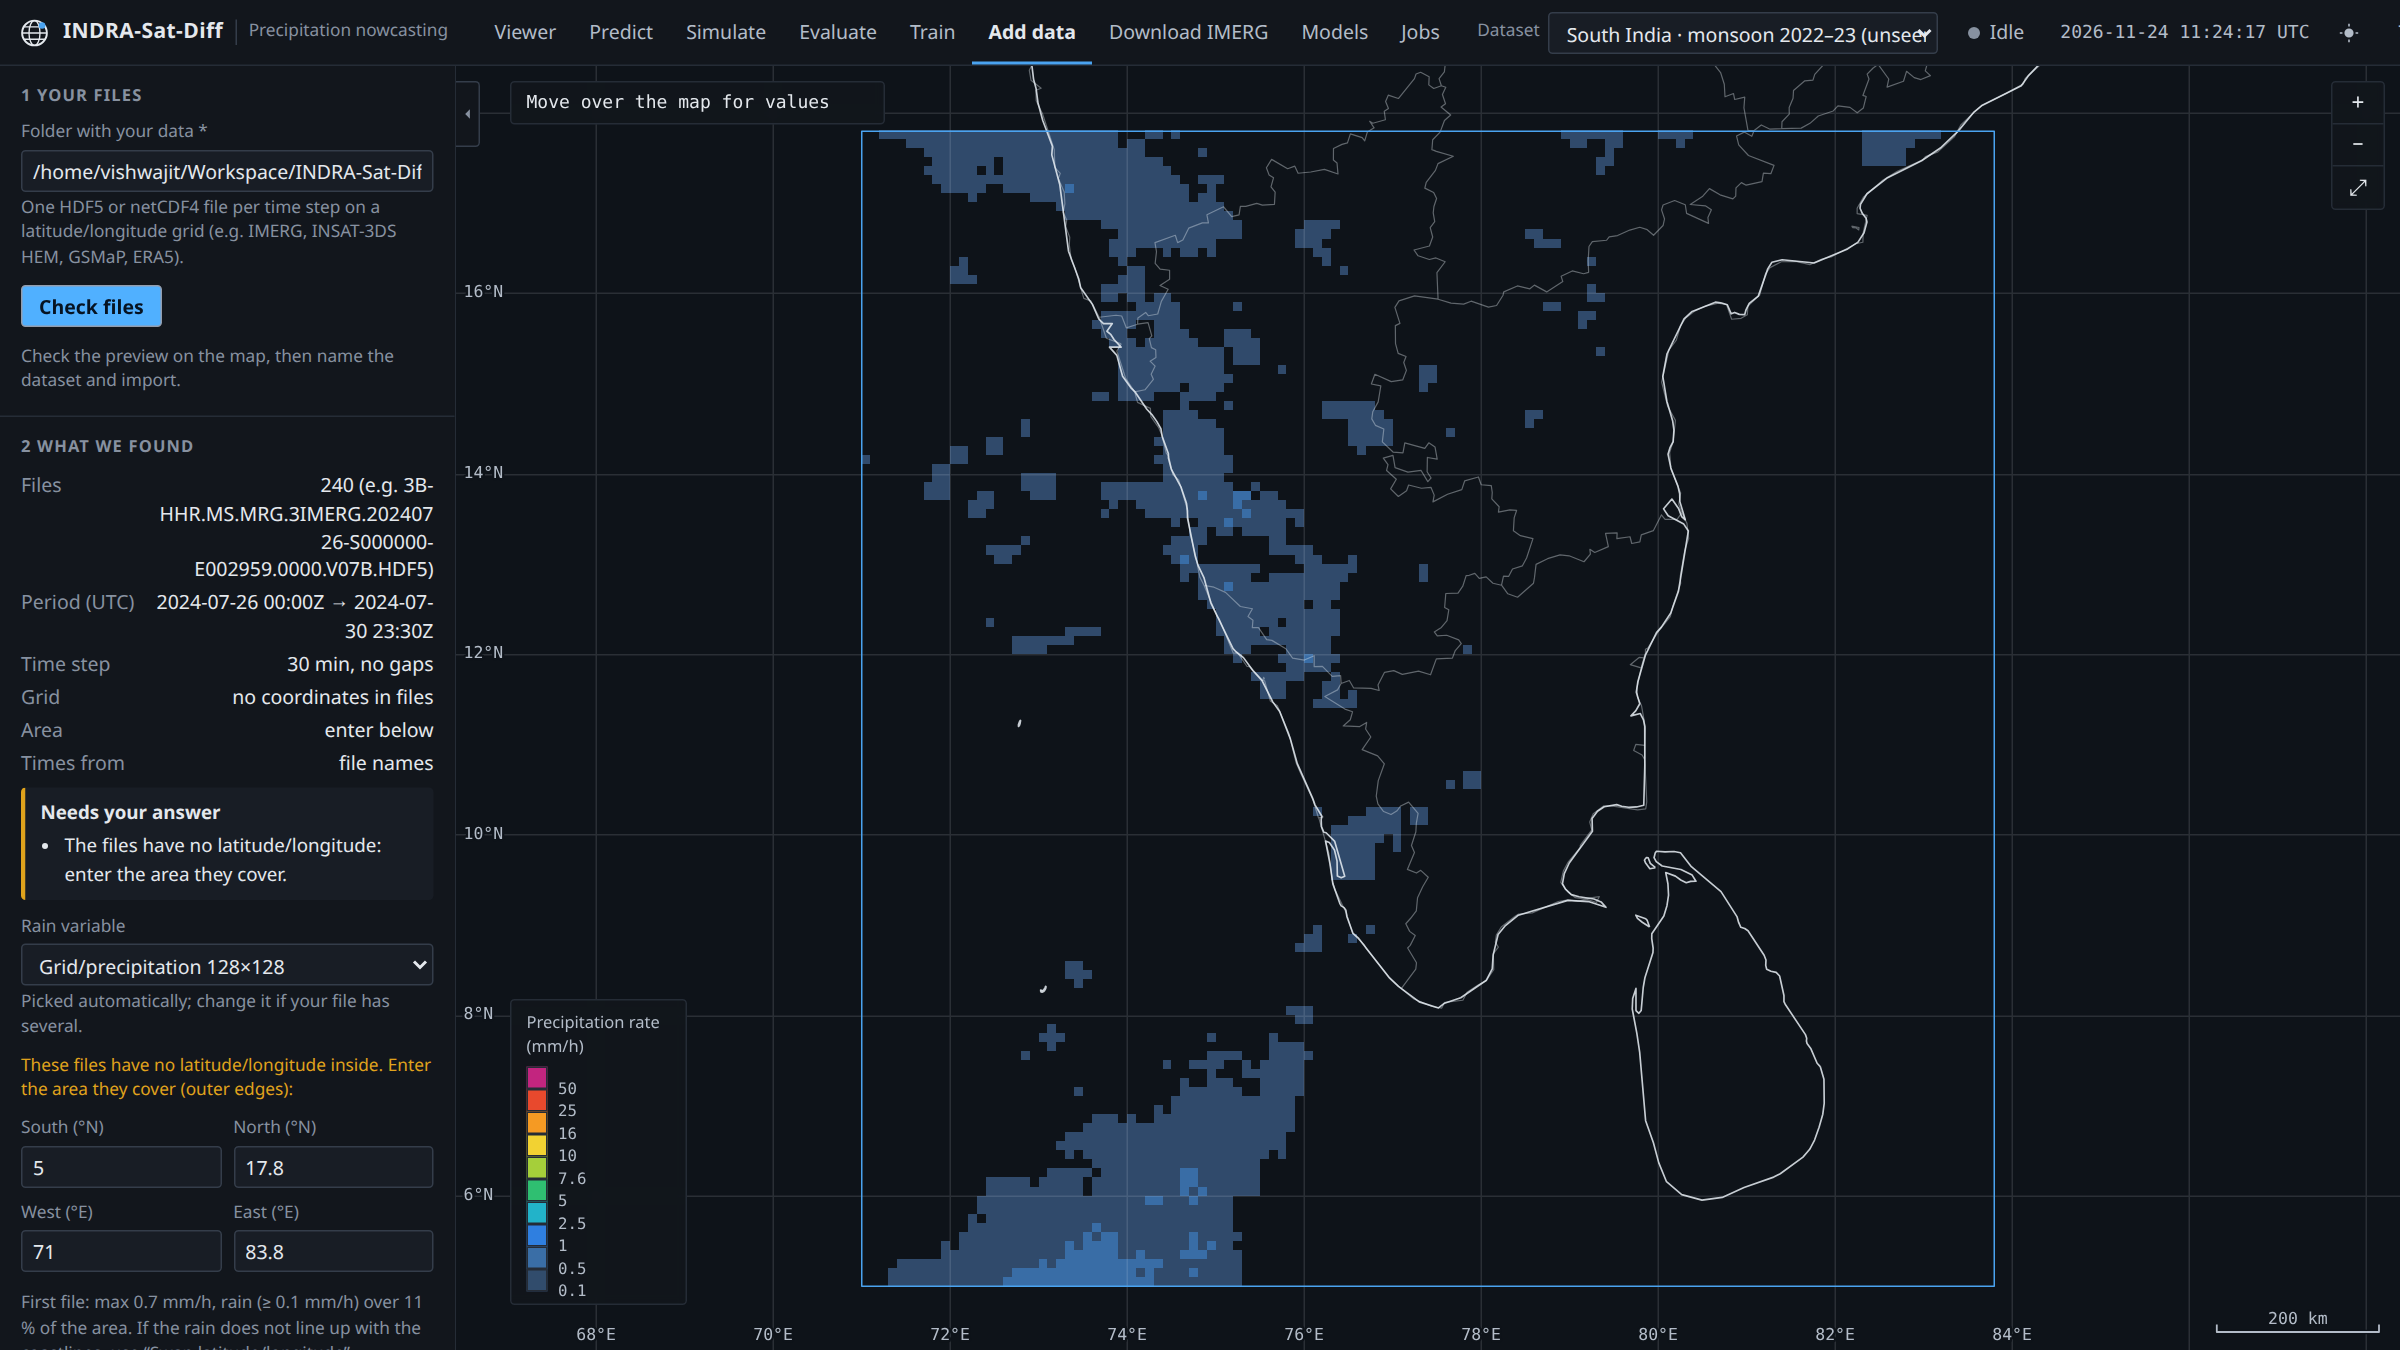 INDRA-Sat-Diff
Precipitation nowcasting
Viewer
Predict
Simulate
Evaluate
Train
Add data
Download IMERG
Models
Jobs
Dataset
South India · monsoon 2022–23 (unseen
Idle
2026-11-24 11:24:17 UTC
1 YOUR FILES
Folder with your data *
/home/vishwajit/Workspace/INDRA-Sat-Dif
One HDF5 or netCDF4 file per time step on a
latitude/longitude grid (e.g. IMERG, INSAT-3DS
HEM, GSMaP, ERA5).
Check files
Check the preview on the map, then name the
dataset and import.
2 WHAT WE FOUND
Files
240 (e.g. 3B-
HHR.MS.MRG.3IMERG.202407
26-S000000-
E002959.0000.V07B.HDF5)
Period (UTC)
2024-07-26 00:00Z → 2024-07-
30 23:30Z
Time step
30 min, no gaps
Grid
no coordinates in files
Area
enter below
Times from
file names
Needs your answer
• The files have no latitude/longitude:
enter the area they cover.
Rain variable
Grid/precipitation 128×128
Picked automatically; change it if your file has
several.
These files have no latitude/longitude inside. Enter
the area they cover (outer edges):
South (°N)
North (°N)
5
17.8
West (°E)
East (°E)
71
83.8
First file: max 0.7 mm/h, rain (≥ 0.1 mm/h) over 11
% of the area. If the rain does not line up with the
Move over the map for values
+
−
16°N
14°N
12°N
10°N
8°N
6°N
Precipitation rate
(mm/h)
50
25
16
10
7.6
5
2.5
1
0.5
0.1
68°E
70°E
72°E
74°E
76°E
78°E
80°E
82°E
84°E
200 km